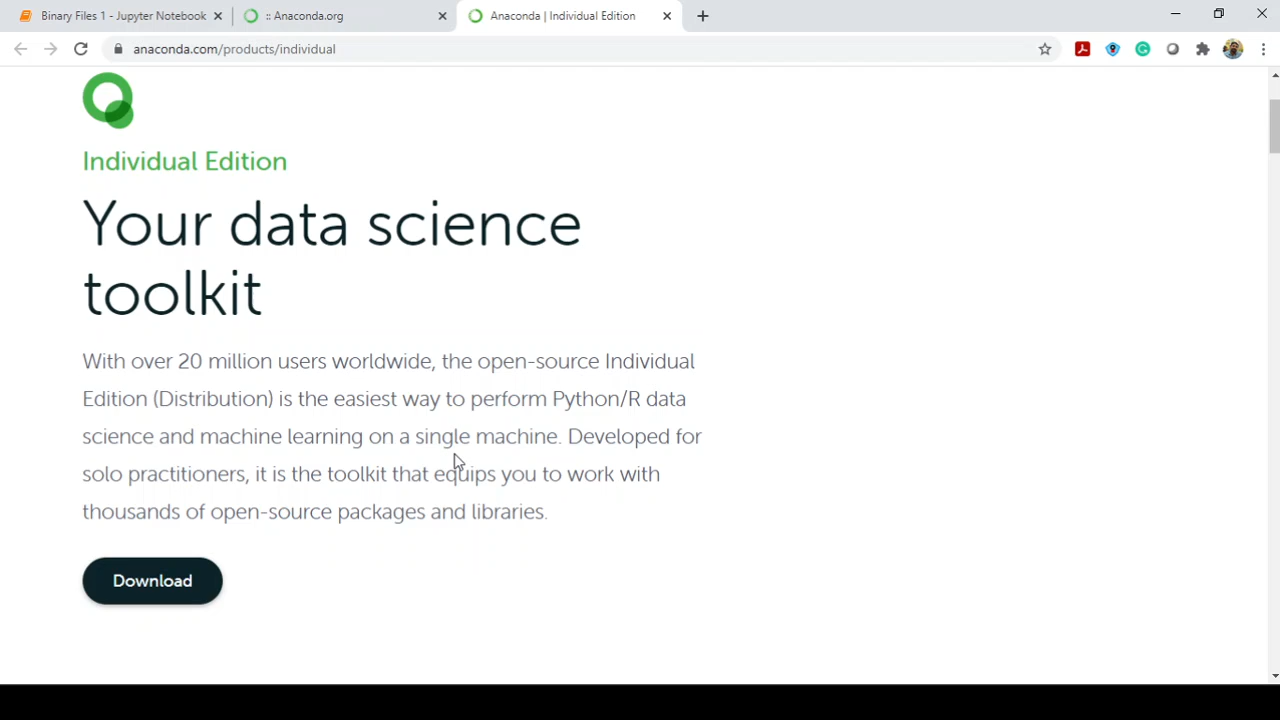 Binary Files 1 - Jupyter Notebook
:: Anaconda.org
Anaconda | Individual Edition
anaconda.com/products/individual
Individual Edition
Your data science
toolkit
With over 20 million users worldwide, the open-source Individual
Edition (Distribution) is the easiest way to perform Python/R data
science and machine learning on a single machine. Developed for
solo practitioners, it is the toolkit that equips you to work with
thousands of open-source packages and libraries.
Download